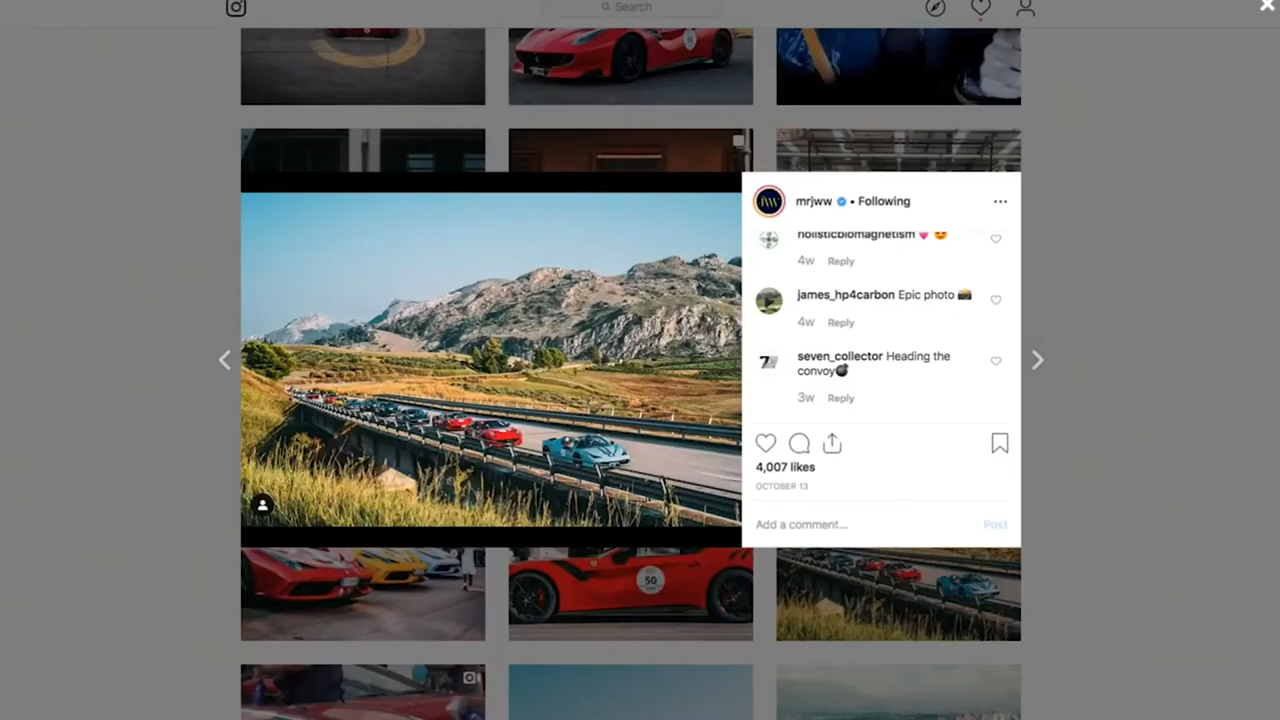 Search
mrjww • Following
holisticbiomagnetism 💗 😍
4w Reply
james_hp4carbon Epic photo 📸
4w Reply
seven_collector Heading the
convoy💣
3w Reply
4,007 likes
OCTOBER 13
Add a comment... Post
50